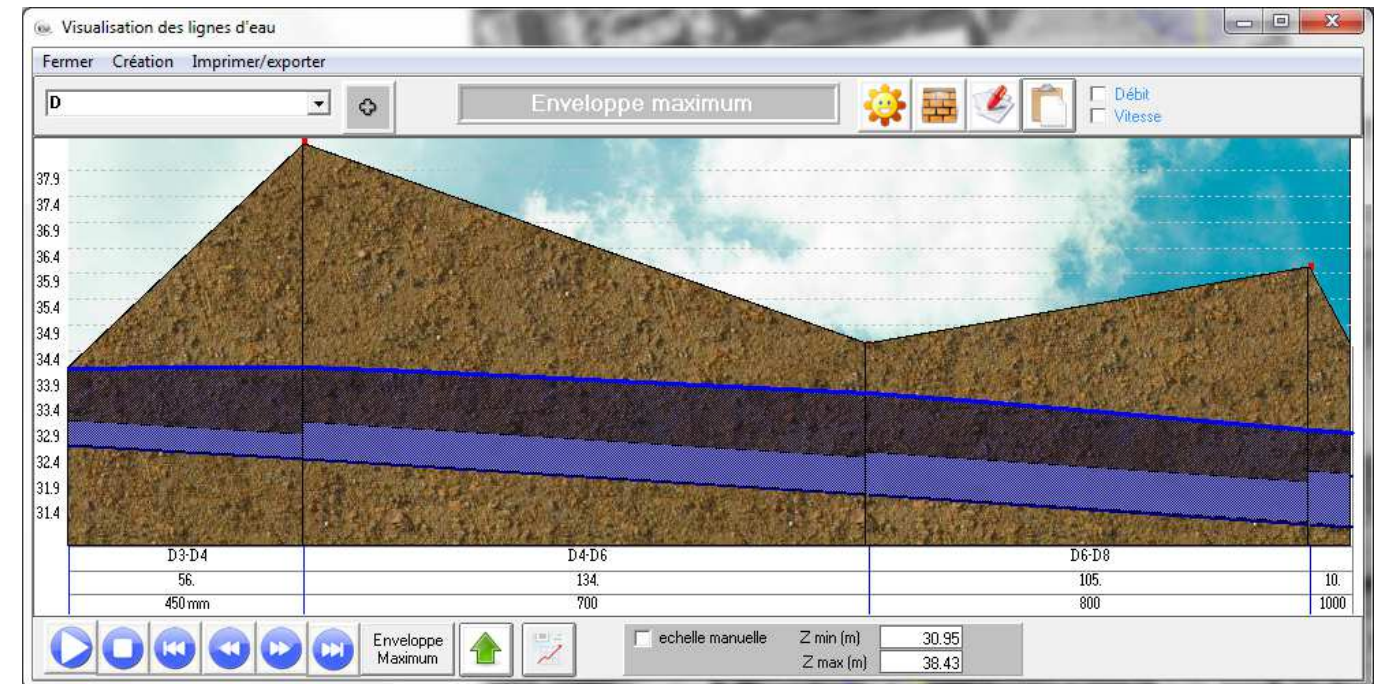 Visualisation des lignes d'eau
Fermer Création Imprimer/exporter
D
Enveloppe maximum
Débit
Vitesse
37.9
37.4
36.9
36.4
35.9
35.4
34.9
34.4
33.9
33.4
32.9
32.4
31.9
31.4
D3-D4 D4-D6 D6-D8
56. 134. 105. 10.
450 mm 700 800 1000
Enveloppe
Maximum
echelle manuelle Z min (m) 30.95
Z max (m) 38.43